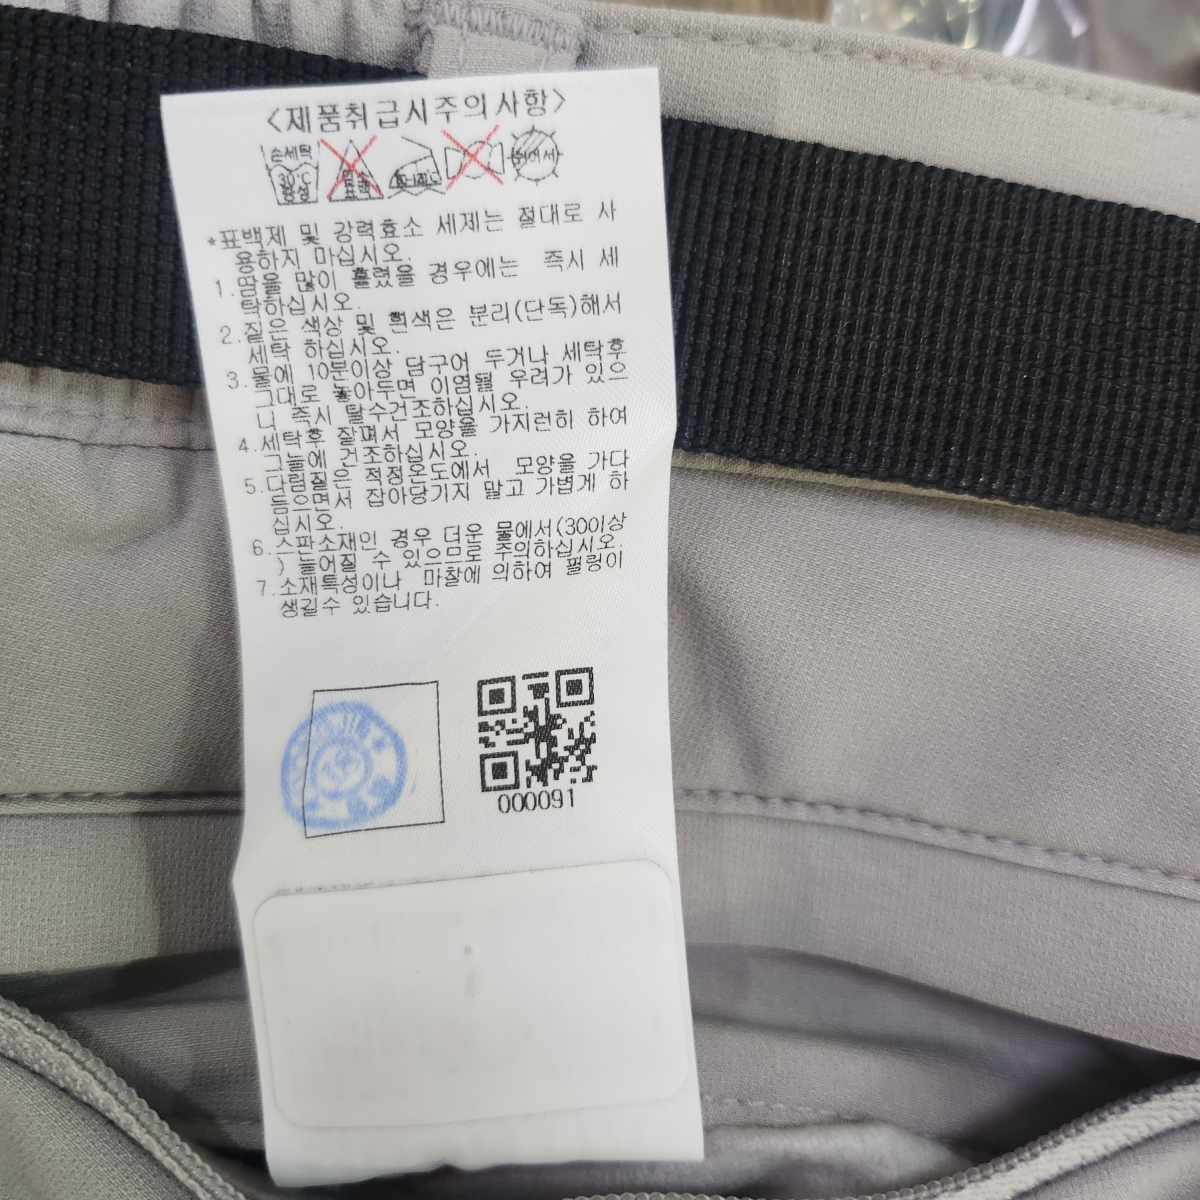 <제품취급시주의사항>
손세탁
30℃
중성
뉘어서
*표백제 및 강력효소 세제는 절대로 사
용하지 마십시오.
1.땀을 많이 흘렸을 경우에는 즉시 세
탁하십시오.
2.짙은 색상 및 흰색은 분리(단독)해서
세탁 하십시오.
3.물에 10분이상 담구어 두거나 세탁후
그대로 놓아두면 이염될 우려가 있으
니 즉시 탈수건조하십시오.
4.세탁후 잘펴서 모양을 가지런히 하여
그늘에 건조하십시오.
5.다림질은 적정온도에서 모양을 가다
듬으면서 잡아당기지 말고 가볍게 하
십시오.
6.스판소재인 경우 더운 물에서(30이상
) 늘어질 수 있으므로 주의하십시오.
7.소재특성이나 마찰에 의하여 필링이
생길수 있습니다.
000091